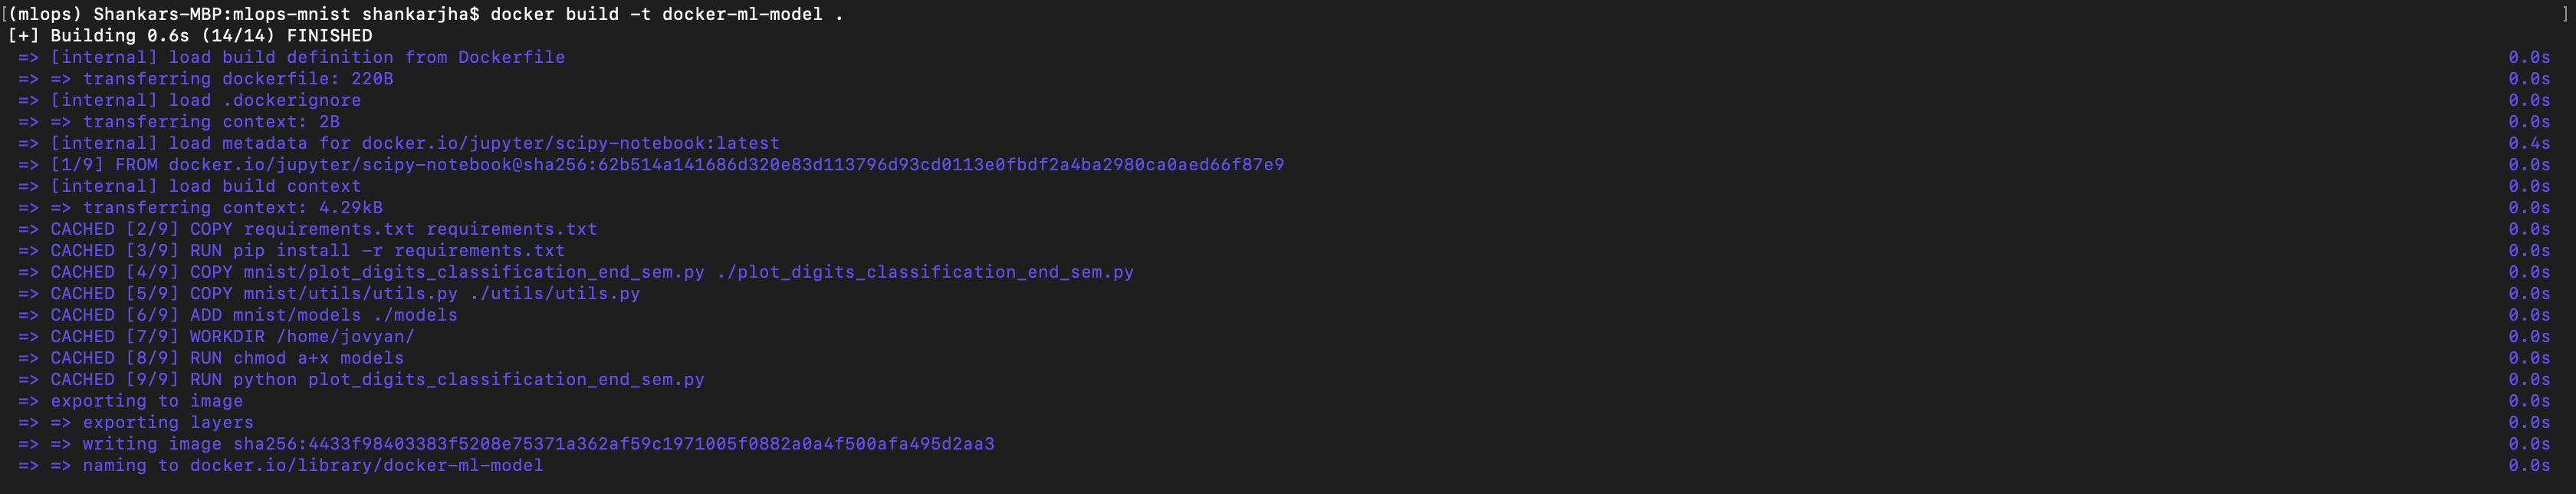 [(mlops) Shankars-MBP:mlops-mnist shankarjha$ docker build -t docker-ml-model . ]
[+] Building 0.6s (14/14) FINISHED
=> [internal] load build definition from Dockerfile 0.0s
=> => transferring dockerfile: 220B 0.0s
=> [internal] load .dockerignore 0.0s
=> => transferring context: 2B 0.0s
=> [internal] load metadata for docker.io/jupyter/scipy-notebook:latest 0.4s
=> [1/9] FROM docker.io/jupyter/scipy-notebook@sha256:62b514a141686d320e83d113796d93cd0113e0fbdf2a4ba2980ca0aed66f87e9 0.0s
=> [internal] load build context 0.0s
=> => transferring context: 4.29kB 0.0s
=> CACHED [2/9] COPY requirements.txt requirements.txt 0.0s
=> CACHED [3/9] RUN pip install -r requirements.txt 0.0s
=> CACHED [4/9] COPY mnist/plot_digits_classification_end_sem.py ./plot_digits_classification_end_sem.py 0.0s
=> CACHED [5/9] COPY mnist/utils/utils.py ./utils/utils.py 0.0s
=> CACHED [6/9] ADD mnist/models ./models 0.0s
=> CACHED [7/9] WORKDIR /home/jovyan/ 0.0s
=> CACHED [8/9] RUN chmod a+x models 0.0s
=> CACHED [9/9] RUN python plot_digits_classification_end_sem.py 0.0s
=> exporting to image 0.0s
=> => exporting layers 0.0s
=> => writing image sha256:4433f98403383f5208e75371a362af59c1971005f0882a0a4f500afa495d2aa3 0.0s
=> => naming to docker.io/library/docker-ml-model 0.0s